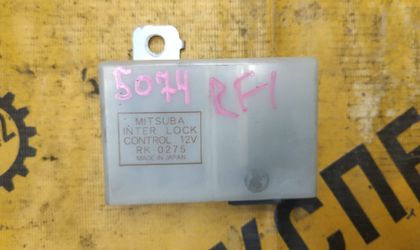 5074 RF1
MITSUBA
INTER LOCK
CONTROL 12V
RK-0275
MADE IN JAPAN